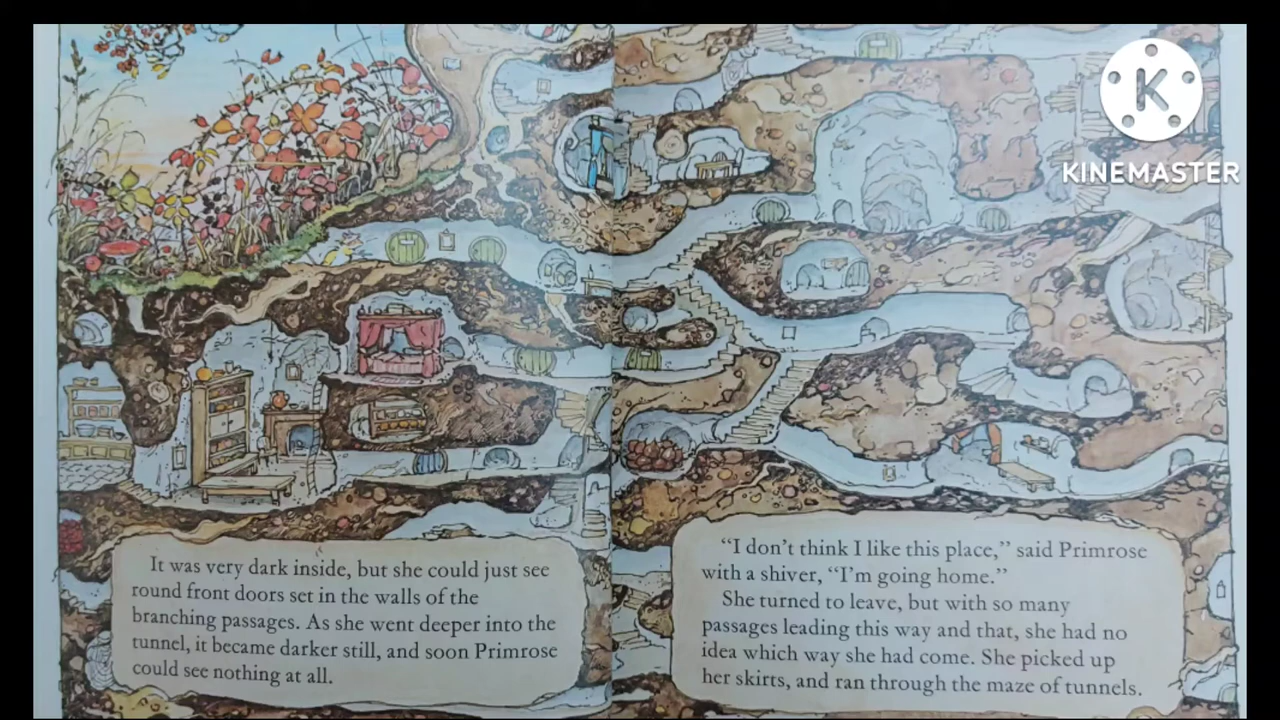 KINEMASTER
It was very dark inside, but she could just see
round front doors set in the walls of the
branching passages. As she went deeper into the
tunnel, it became darker still, and soon Primrose
could see nothing at all.
“I don’t think I like this place,” said Primrose
with a shiver, “I’m going home.”
She turned to leave, but with so many
passages leading this way and that, she had no
idea which way she had come. She picked up
her skirts, and ran through the maze of tunnels.